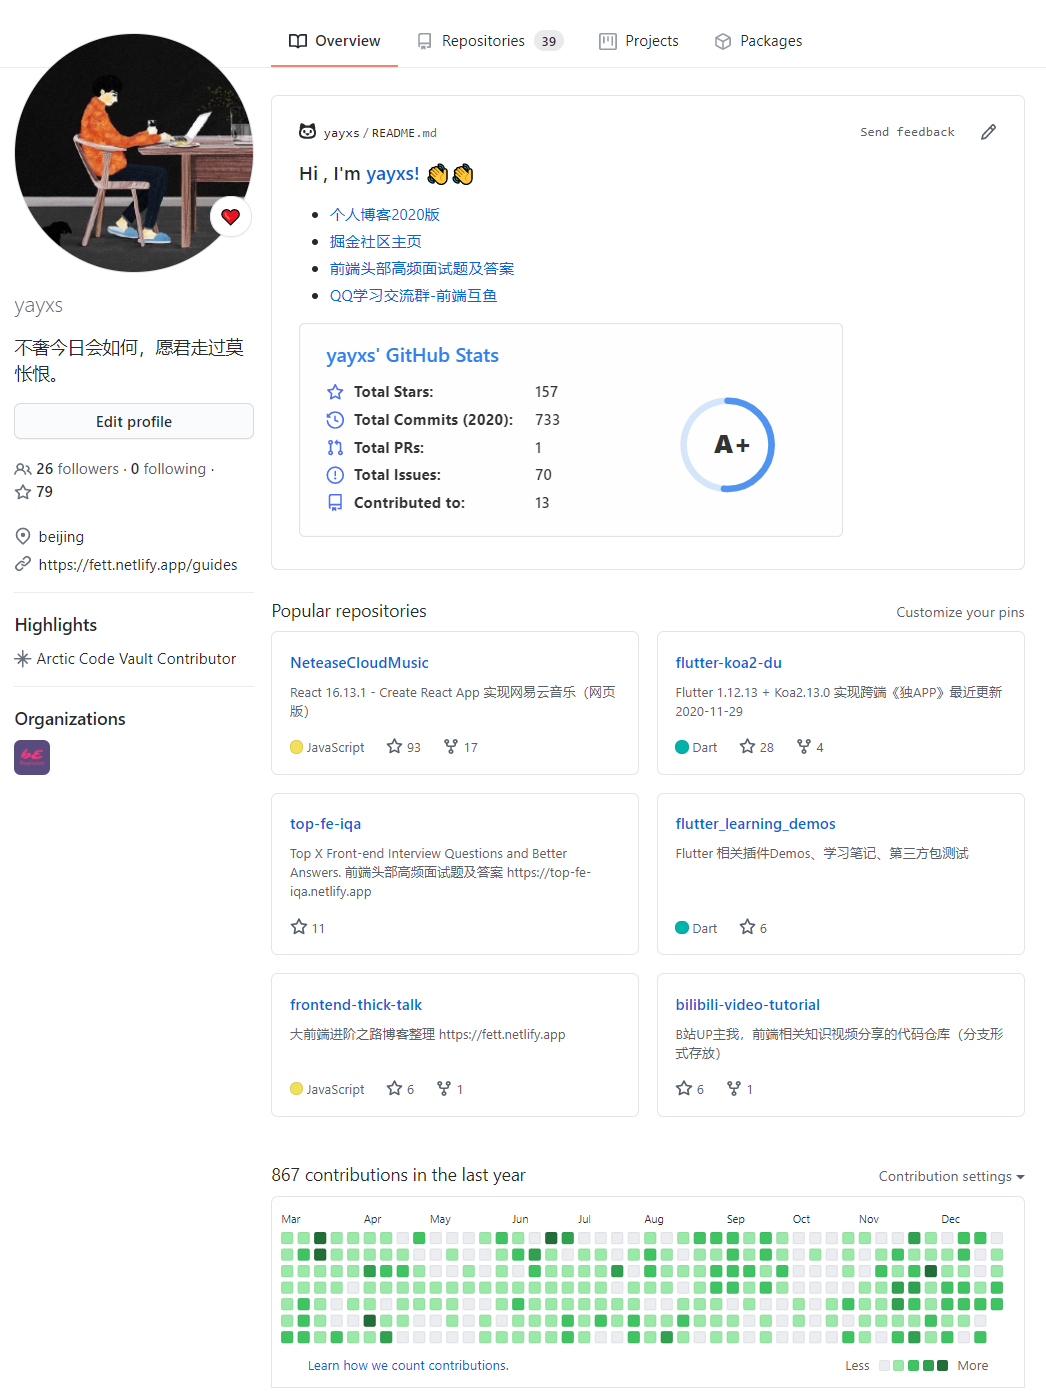 Overview
Repositories 39
Projects
Packages
yayxs
不奢今日会如何，愿君走过莫
怅恨。
Edit profile
26 followers · 0 following ·
79
beijing
https://fett.netlify.app/guides
Highlights
Arctic Code Vault Contributor
Organizations
yayxs / README.md
Send feedback
Hi , I'm yayxs! 👏👏
个人博客2020版
掘金社区主页
前端头部高频面试题及答案
QQ学习交流群-前端互鱼
yayxs' GitHub Stats
Total Stars: 157
Total Commits (2020): 733
Total PRs: 1
Total Issues: 70
Contributed to: 13
A+
Popular repositories
Customize your pins
NeteaseCloudMusic
React 16.13.1 - Create React App 实现网易云音乐（网页
版）
JavaScript 93 17
flutter-koa2-du
Flutter 1.12.13 + Koa2.13.0 实现跨端《独APP》最近更新
2020-11-29
Dart 28 4
top-fe-iqa
Top X Front-end Interview Questions and Better
Answers. 前端头部高频面试题及答案 https://top-fe-
iqa.netlify.app
11
flutter_learning_demos
Flutter 相关插件Demos、学习笔记、第三方包测试
Dart 6
frontend-thick-talk
大前端进阶之路博客整理 https://fett.netlify.app
JavaScript 6 1
bilibili-video-tutorial
B站UP主我，前端相关知识视频分享的代码仓库（分支形
式存放）
6 1
867 contributions in the last year
Contribution settings
Mar Apr May Jun Jul Aug Sep Oct Nov Dec
Learn how we count contributions.
Less More